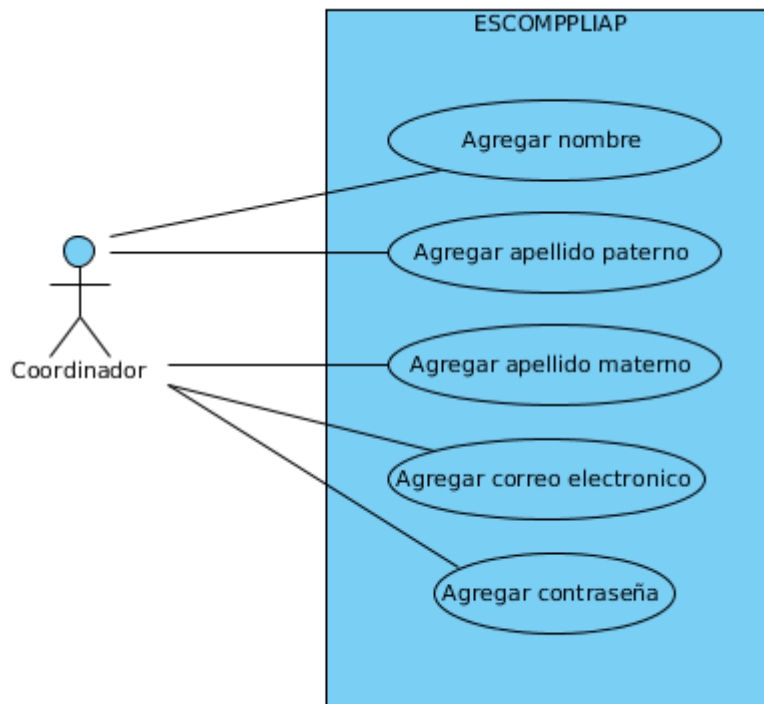 ESCOMPPLIAP
Agregar nombre
Agregar apellido paterno
Coordinador
Agregar apellido materno
Agregar correo electronico
Agregar contraseña